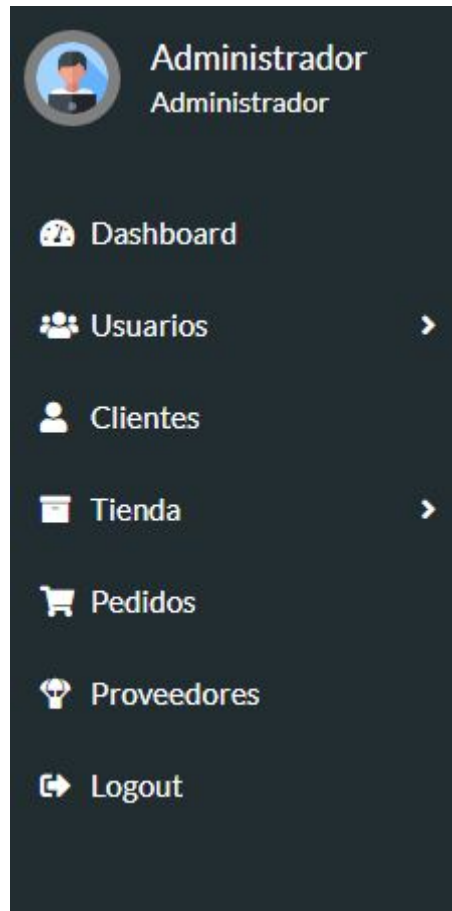 Administrador
Administrador
Dashboard
Usuarios
Clientes
Tienda
Pedidos
Proveedores
Logout